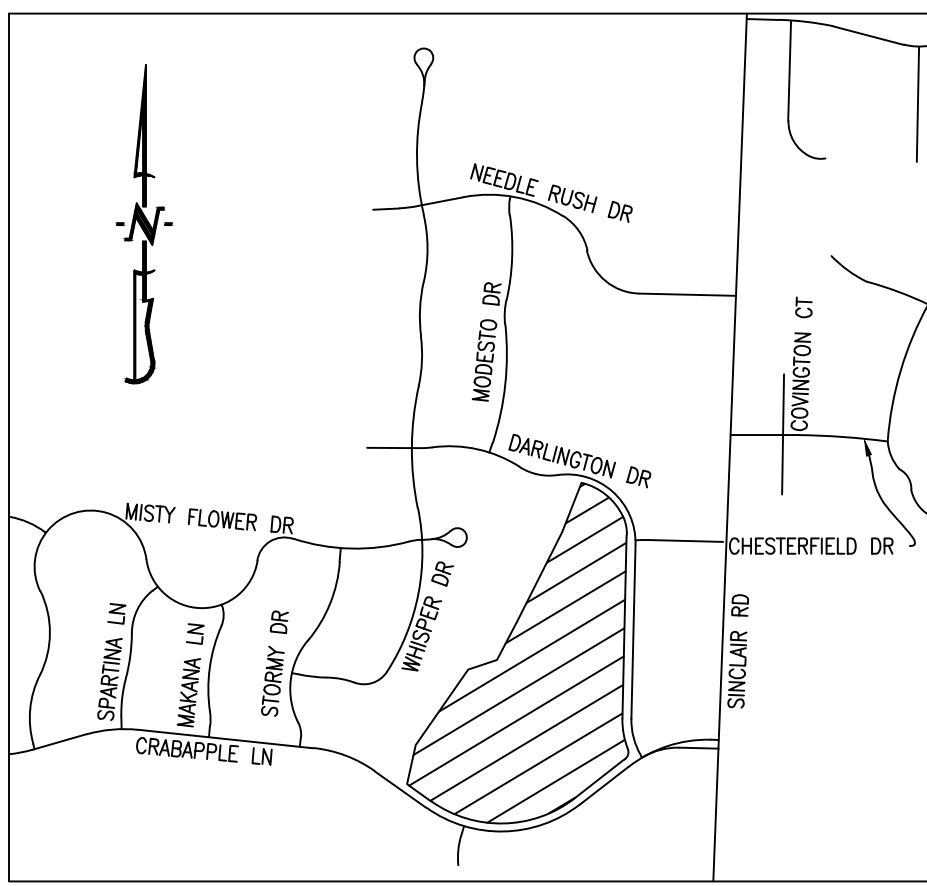 NEEDLE RUSH DR
-N-
MODESTO DR
COVINGTON CT
DARLINGTON DR
MISTY FLOWER DR
CHESTERFIELD DR
WHISPER DR
SPARTINA LN
MAKANA LN
STORMY DR
SINCLAIR RD
CRABAPPLE LN